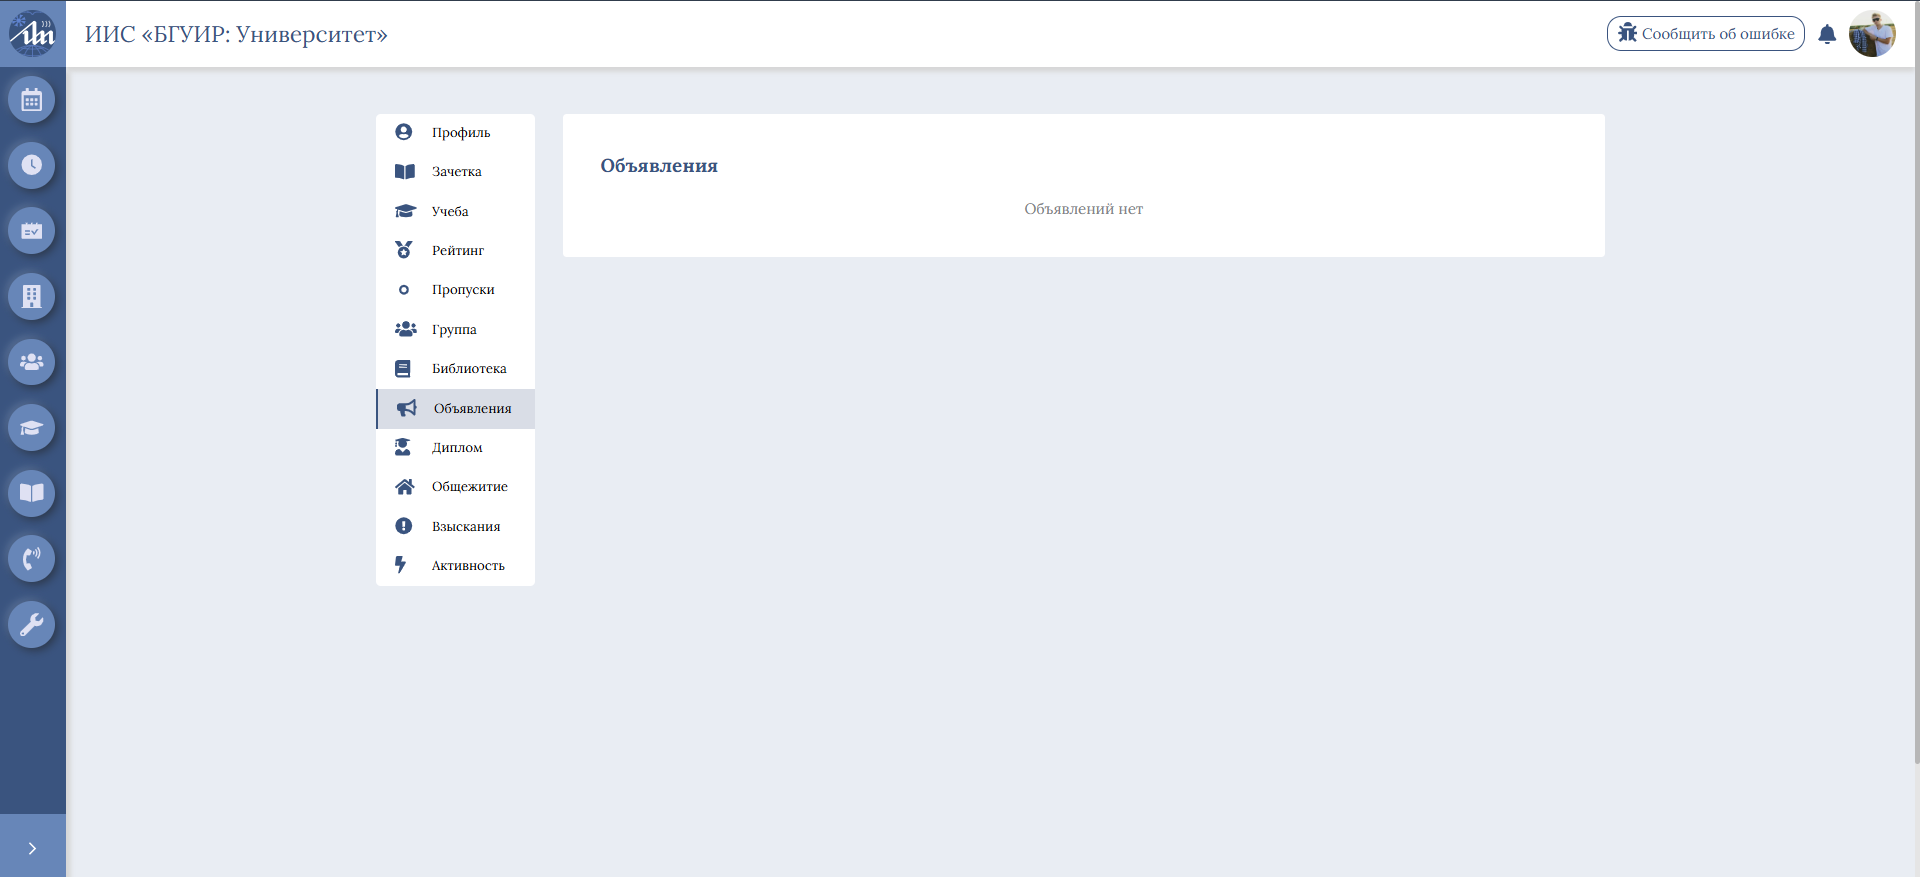 ИИС «БГУИР: Университет»
Сообщить об ошибке
Профиль
Зачетка
Учеба
Рейтинг
Пропуски
Группа
Библиотека
Объявления
Диплом
Общежитие
Взыскания
Активность
Объявления
Объявлений нет